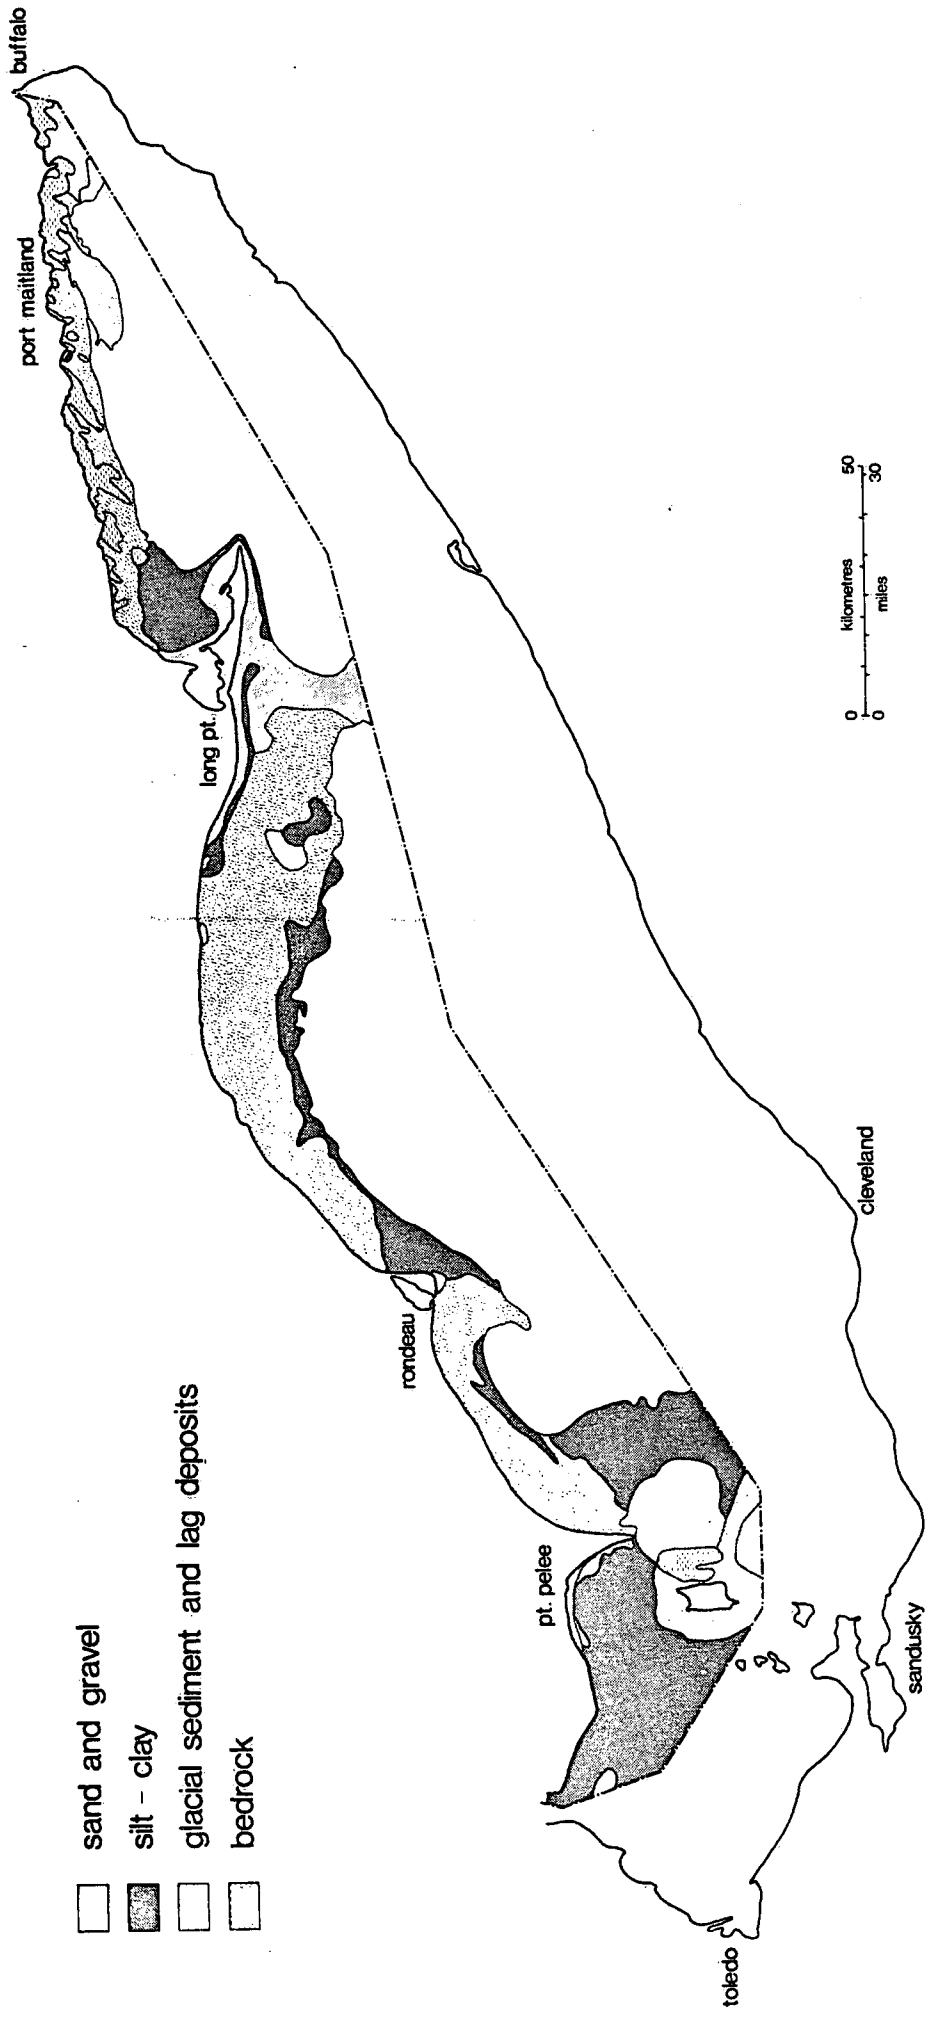 sand and gravel
silt - clay
glacial sediment and lag deposits
bedrock
buffalo
port maitland
long pt.
rondeau
pt. pelee
toledo
sandusky
cleveland
0 kilometres 50
0 miles 30